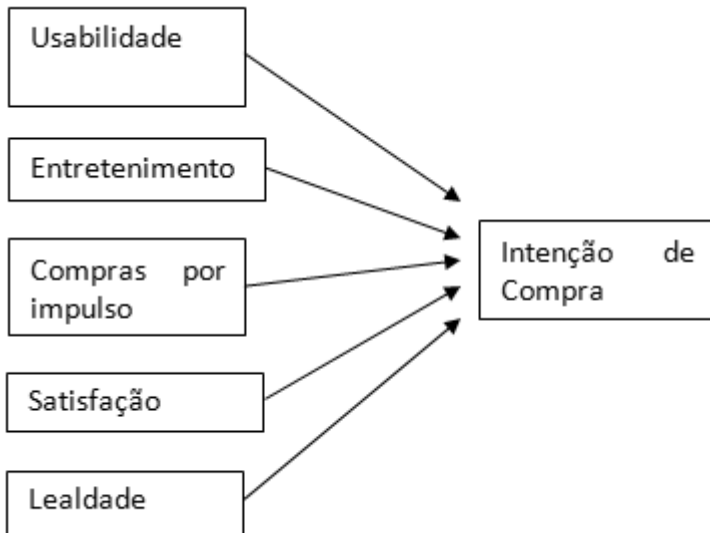 Usabilidade
Entretenimento
Compras por
impulso
Satisfação
Lealdade
Intenção de
Compra